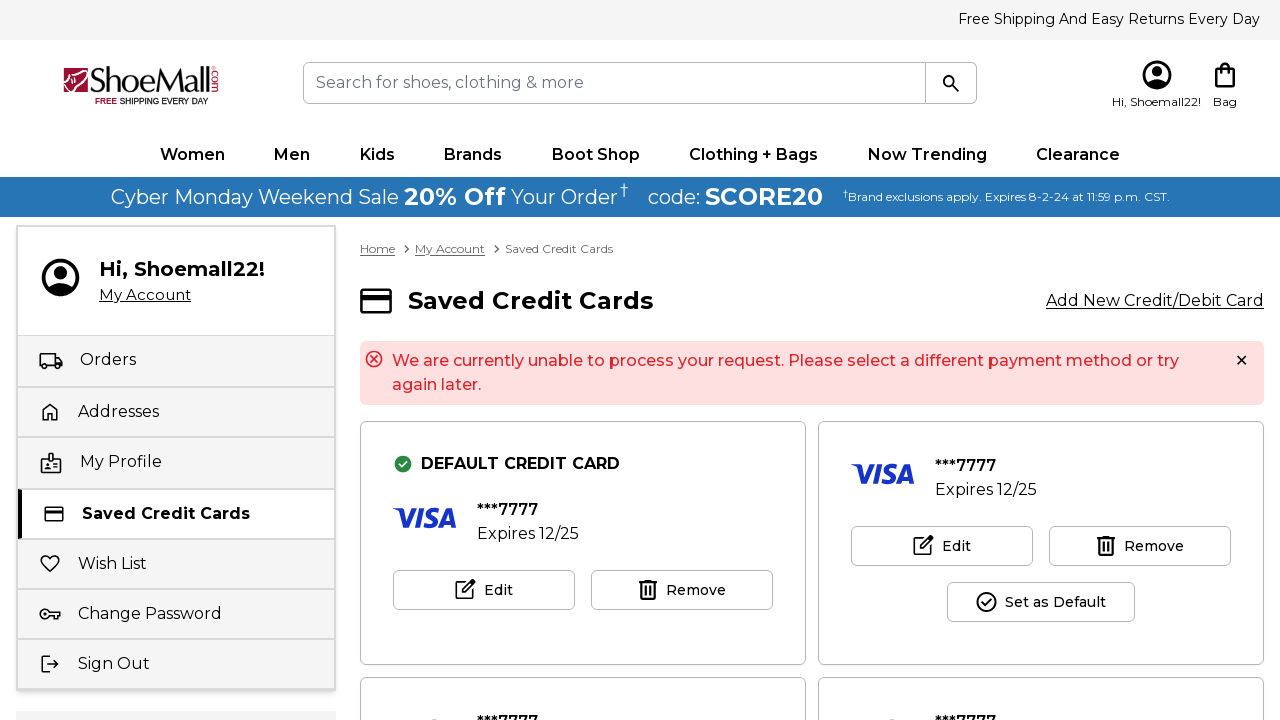 Free Shipping And Easy Returns Every Day
ShoeMall.com
FREE SHIPPING EVERY DAY
Search for shoes, clothing & more
Hi, Shoemall22!
Bag
Women
Men
Kids
Brands
Boot Shop
Clothing + Bags
Now Trending
Clearance
Cyber Monday Weekend Sale 20% Off Your Order† code: SCORE20 †Brand exclusions apply. Expires 8-2-24 at 11:59 p.m. CST.
Hi, Shoemall22!
My Account
Orders
Addresses
My Profile
Saved Credit Cards
Wish List
Change Password
Sign Out
Home > My Account > Saved Credit Cards
Saved Credit Cards
Add New Credit/Debit Card
We are currently unable to process your request. Please select a different payment method or try
again later.
DEFAULT CREDIT CARD
VISA
***7777
Expires 12/25
Edit
Remove
VISA
***7777
Expires 12/25
Edit
Remove
Set as Default
***7777
***7777